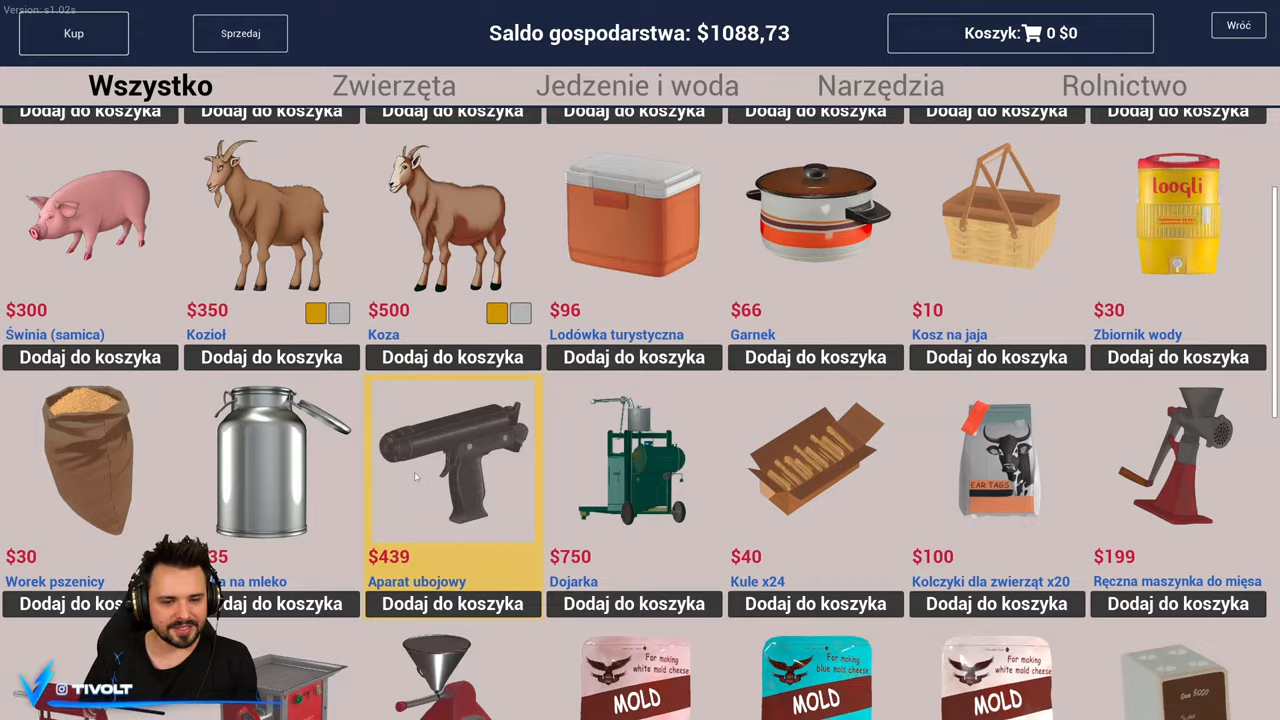 Version: s1.02s
Kup
Sprzedaj
Saldo gospodarstwa: $1088,73
Koszyk: 0 $0
Wróć
Wszystko Zwierzęta Jedzenie i woda Narzędzia Rolnictwo
Dodaj do koszyka Dodaj do koszyka Dodaj do koszyka Dodaj do koszyka Dodaj do koszyka Dodaj do koszyka Dodaj do koszyka
loogli
$300 $350 $500 $96 $66 $10 $30
Świnia (samica) Kozioł Koza Lodówka turystyczna Garnek Kosz na jaja Zbiornik wody
Dodaj do koszyka Dodaj do koszyka Dodaj do koszyka Dodaj do koszyka Dodaj do koszyka Dodaj do koszyka Dodaj do koszyka
EAR TAGS
$30 35 $439 $750 $40 $100 $199
Worek pszenicy a na mleko Aparat ubojowy Dojarka Kule x24 Kolczyki dla zwierząt x20 Ręczna maszynka do mięsa
Dodaj do kos daj do koszyka Dodaj do koszyka Dodaj do koszyka Dodaj do koszyka Dodaj do koszyka Dodaj do koszyka
For making white mold cheese
MOLD
For making blue mold cheese
MOLD
For making white mold cheese
MOLD
TIVOLT